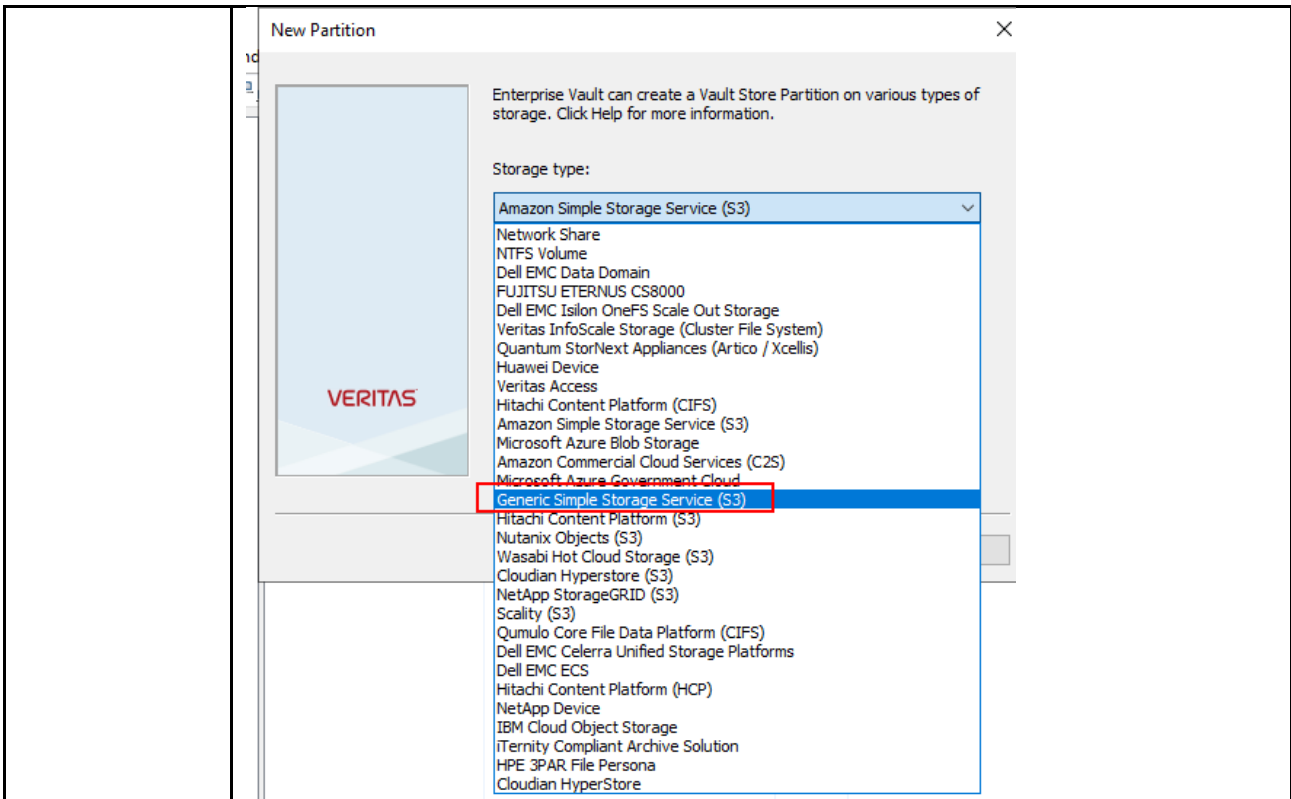 New Partition
nd
Enterprise Vault can create a Vault Store Partition on various types of
storage. Click Help for more information.
Storage type:
Amazon Simple Storage Service (S3)
Network Share
NTFS Volume
Dell EMC Data Domain
FUJITSU ETERNUS CS8000
Dell EMC Isilon OneFS Scale Out Storage
Veritas InfoScale Storage (Cluster File System)
Quantum StorNext Appliances (Artico / Xcellis)
Huawei Device
Veritas Access
Hitachi Content Platform (CIFS)
Amazon Simple Storage Service (S3)
Microsoft Azure Blob Storage
Amazon Commercial Cloud Services (C2S)
Microsoft Azure Government Cloud
Generic Simple Storage Service (S3)
Hitachi Content Platform (S3)
Nutanix Objects (S3)
Wasabi Hot Cloud Storage (S3)
Cloudian Hyperstore (S3)
NetApp StorageGRID (S3)
Scality (S3)
Qumulo Core File Data Platform (CIFS)
Dell EMC Celerra Unified Storage Platforms
Dell EMC ECS
Hitachi Content Platform (HCP)
NetApp Device
IBM Cloud Object Storage
iTernity Compliant Archive Solution
HPE 3PAR File Persona
Cloudian HyperStore
VERITAS